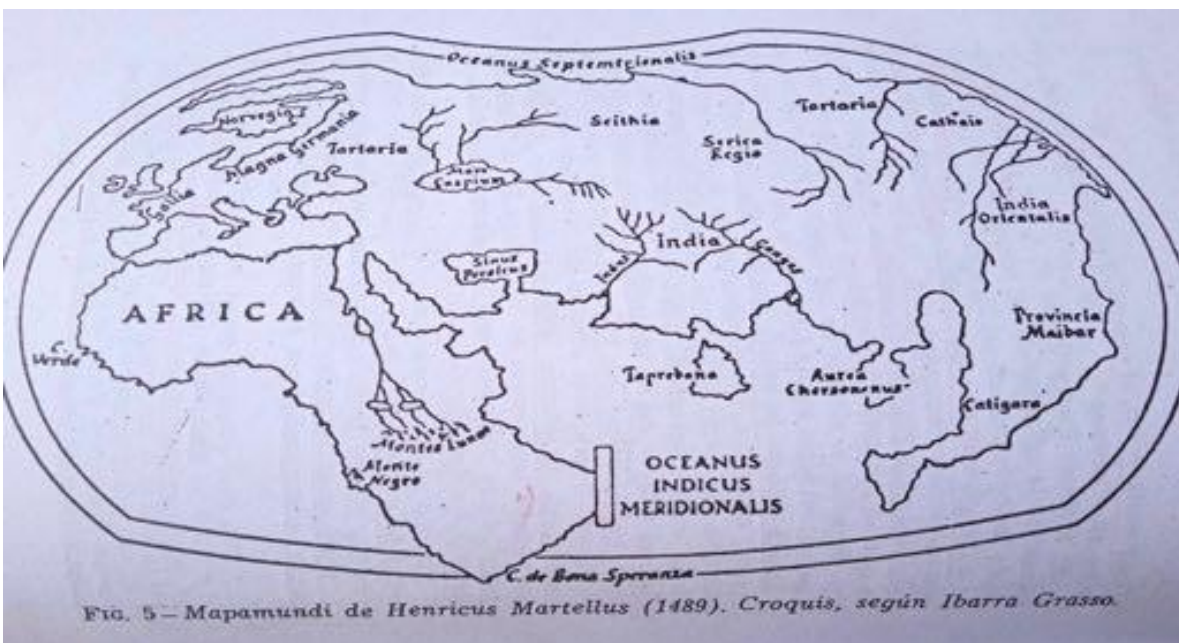 Oceanus Septemtrionalis
Norvegia
Magna Germania
Tartaria
Scithia
Tartaria
Cathaio
Serica
Regio
Gallia
Mare
Caspium
India
Orientalis
India
Indus
Ganges
Sinus
Persicus
AFRICA
C.
Verde
Provincia
Maibar
Taprobana
Aurea
Chersonensus
Catigara
Montes Lunae
Monte
Negro
OCEANUS
INDICUS
MERIDIONALIS
C. de Bona Speranza
FIG. 5 — Mapamundi de Henricus Martellus (1489). Croquis, según Ibarra Grasso.